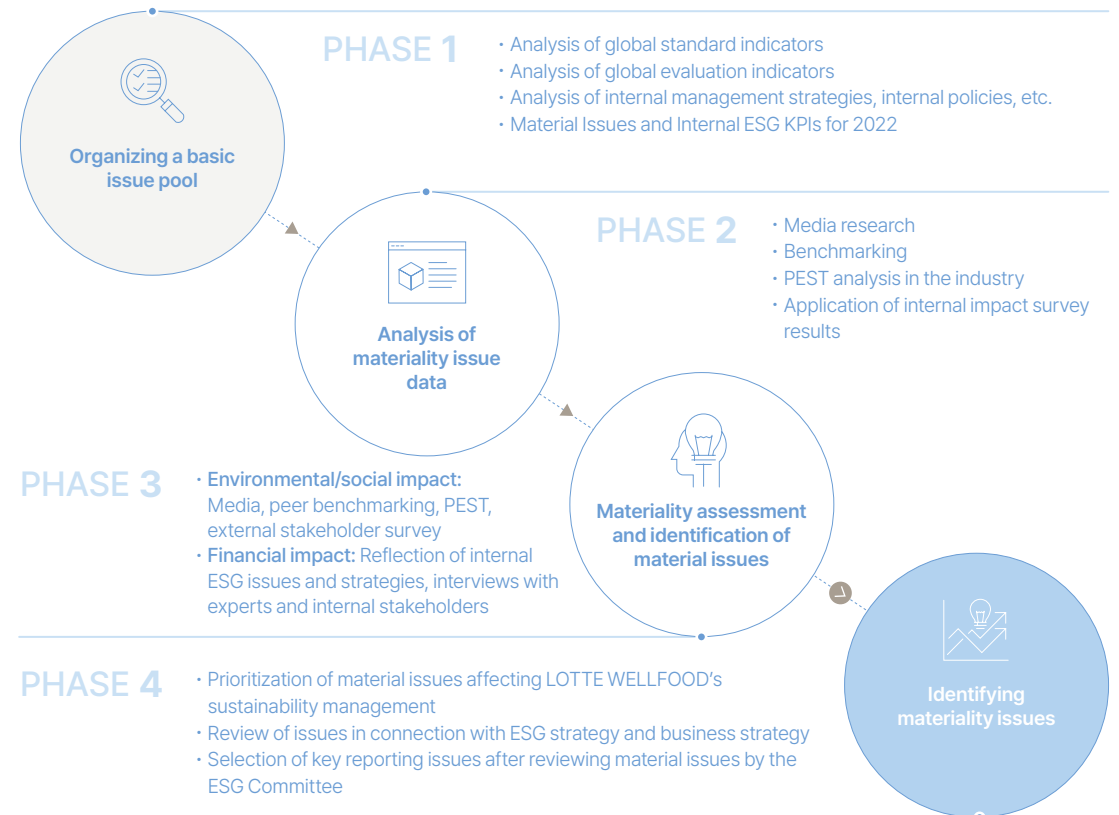 Organizing a basic
issue pool
PHASE 1
· Analysis of global standard indicators
· Analysis of global evaluation indicators
· Analysis of internal management strategies, internal policies, etc.
· Material Issues and Internal ESG KPIs for 2022
Analysis of
materiality issue
data
PHASE 2
· Media research
· Benchmarking
· PEST analysis in the industry
· Application of internal impact survey
results
Materiality assessment
and identification of
material issues
PHASE 3
· Environmental/social impact:
Media, peer benchmarking, PEST,
external stakeholder survey
· Financial impact: Reflection of internal
ESG issues and strategies, interviews with
experts and internal stakeholders
Identifying
materiality issues
PHASE 4
· Prioritization of material issues affecting LOTTE WELLFOOD's
sustainability management
· Review of issues in connection with ESG strategy and business strategy
· Selection of key reporting issues after reviewing material issues by the
ESG Committee